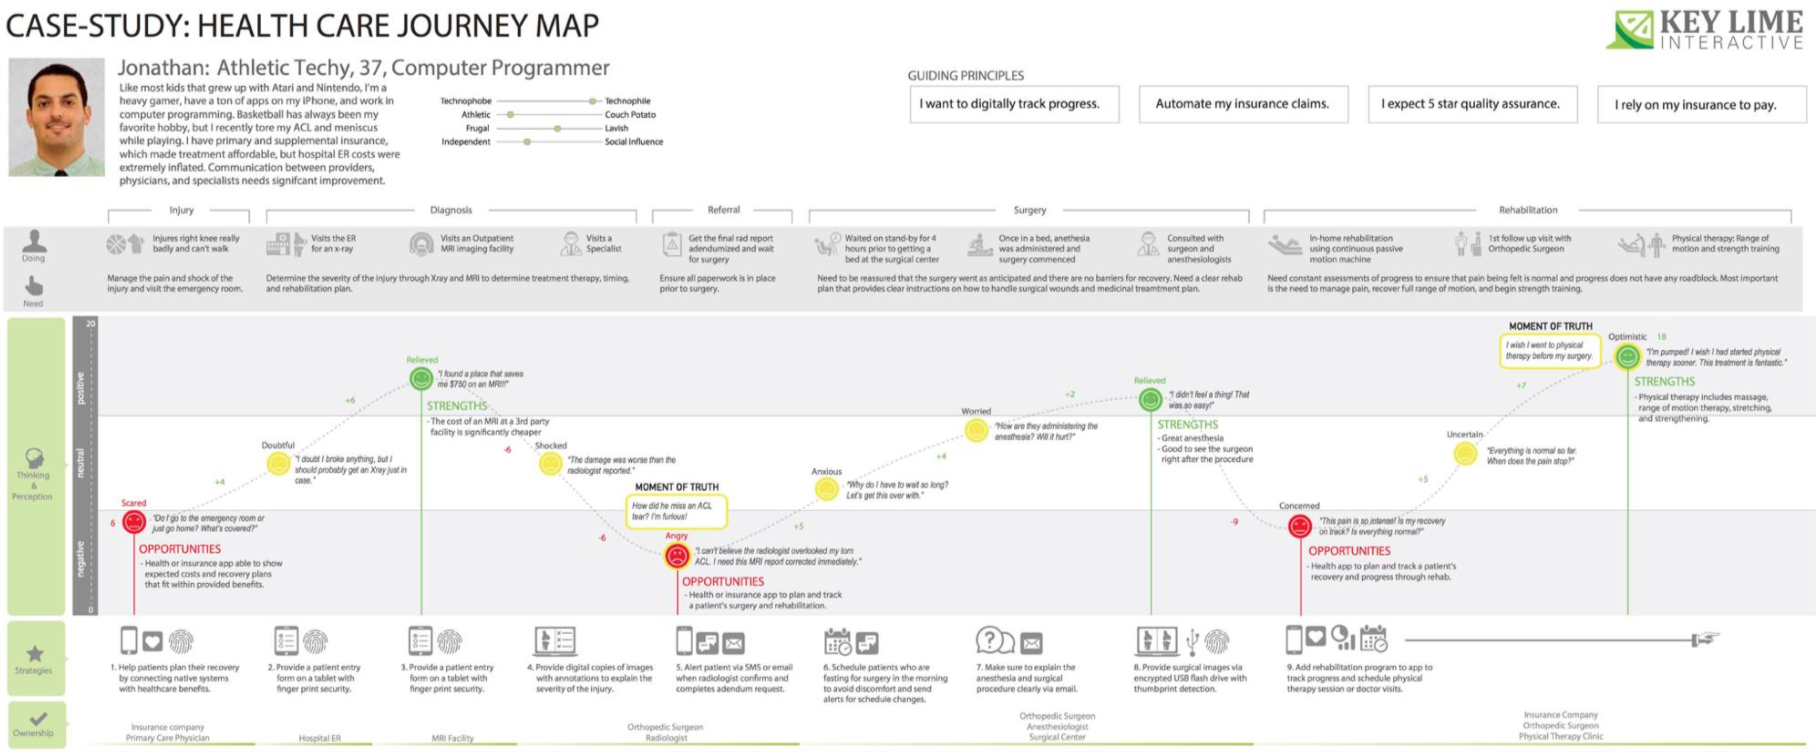 CASE-STUDY: HEALTH CARE JOURNEY MAP
KEY LIME
INTERACTIVE
Jonathan: Athletic Techy, 37, Computer Programmer
Like most kids that grew up with Atari and Nintendo, I'm a
heavy gamer, have a ton of apps on my iPhone, and work in
computer programming. Basketball has always been my
favorite hobby, but I recently tore my ACL and meniscus
while playing. I have primary and supplemental insurance,
which made treatment affordable, but hospital ER costs were
extremely inflated. Communication between providers,
physicians, and specialists needs signifcant improvement.
Technophobe Technophile
Athletic Couch Potato
Frugal Lavish
Independent Social Influence
GUIDING PRINCIPLES
I want to digitally track progress.
Automate my insurance claims.
I expect 5 star quality assurance.
I rely on my insurance to pay.
Injury
Diagnosis
Referral
Surgery
Rehabilitation
Doing
Injures right knee really
badly and can't walk
Visits the ER
for an x-ray
Visits an Outpatient
MRI imaging facility
Visits a
Specialist
Get the final rad report
adendumized and wait
for surgery
Waited on stand-by for 4
hours prior to getting a
bed at the surgical center
Once in a bed, anethesia
was administered and
surgery commenced
Consulted with
surgeon and
anesthesiologists
In-home rehabilitation
using continuous passive
motion machine
1st follow up visit with
Orthopedic Surgeon
Physical therapy: Range of
motion and strength training
Need
Manage the pain and shock of the
injury and visit the emergency room.
Determine the severity of the injury through Xray and MRI to determine treatment therapy, timing,
and rehabilitation plan.
Ensure all paperwork is in place
prior to surgery.
Need to be reassured that the surgery went as anticipated and there are no barriers for recovery. Need a clear rehab
plan that provides clear instructions on how to handle surgical wounds and medicinal treamtment plan.
Need constant assessments of progress to ensure that pain being felt is normal and progress does not have any roadblock. Most important
is the need to manage pain, recover full range of motion, and begin strength training.
Thinking
&
Perception
20
positive
neutral
negative
0
Scared
6
"Do I go to the emergency room or
just go home? What's covered?"
OPPORTUNITIES
- Health or insurance app able to show
expected costs and recovery plans
that fit within provided benefits.
+4
Doubtful
"I doubt I broke anything, but I
should probably get an Xray just in
case."
+6
Relieved
"I found a place that saves
me $750 on an MRI!!"
STRENGTHS
- The cost of an MRI at a 3rd party
facility is significantly cheaper
-6
Shocked
"The damage was worse than the
radiologist reported."
-6
MOMENT OF TRUTH
How did he miss an ACL
tear? I'm furious!
Angry
"I can't believe the radiologist overlooked my torn
ACL. I need this MRI report corrected immediately."
OPPORTUNITIES
- Health or insurance app to plan and track
a patient's surgery and rehabilitation.
+5
Anxious
"Why do I have to wait so long?
Let's get this over with."
+4
Worried
"How are they administering the
anesthesia? Will it hurt?"
+2
Relieved
"I didn't feel a thing! That
was so easy!"
STRENGTHS
- Great anesthesia
- Good to see the surgeon
right after the procedure
-9
Concerned
"This pain is so intense! Is my recovery
on track? Is everything normal?"
OPPORTUNITIES
- Health app to plan and track a patient's
recovery and progress through rehab.
+5
Uncertain
"Everything is normal so far.
When does the pain stop?"
+7
MOMENT OF TRUTH
I wish I went to physical
therapy before my surgery.
Optimistic 18
"I'm pumped! I wish I had started physical
therapy sooner. This treatment is fantastic."
STRENGTHS
- Physical therapy includes massage,
range of motion therapy, stretching,
and strengthening.
Strategies
1. Help patients plan their recovery
by connecting native systems
with healthcare benefits.
2. Provide a patient entry
form on a tablet with
finger print security.
3. Provide a patient entry
form on a tablet with
finger print security.
4. Provide digital copies of images
with annotations to explain the
severity of the injury.
5. Alert patient via SMS or email
when radiologist confirms and
completes adendum request.
6. Schedule patients who are
fasting for surgery in the morning
to avoid discomfort and send
alerts for schedule changes.
7. Make sure to explain the
anesthesia and surgical
procedure clearly via email.
8. Provide surgical images via
encrypted USB flash drive with
thumbprint detection.
9. Add rehabilitation program to app to
track progress and schedule physical
therapy session or doctor visits.
Ownership
Insurance company
Primary Care Physician
Hospital ER
MRI Facility
Orthopedic Surgeon
Radiologist
Orthopedic Surgeon
Anesthesiologist
Surgical Center
Insurance Company
Orthopedic Surgeon
Physical Therapy Clinic